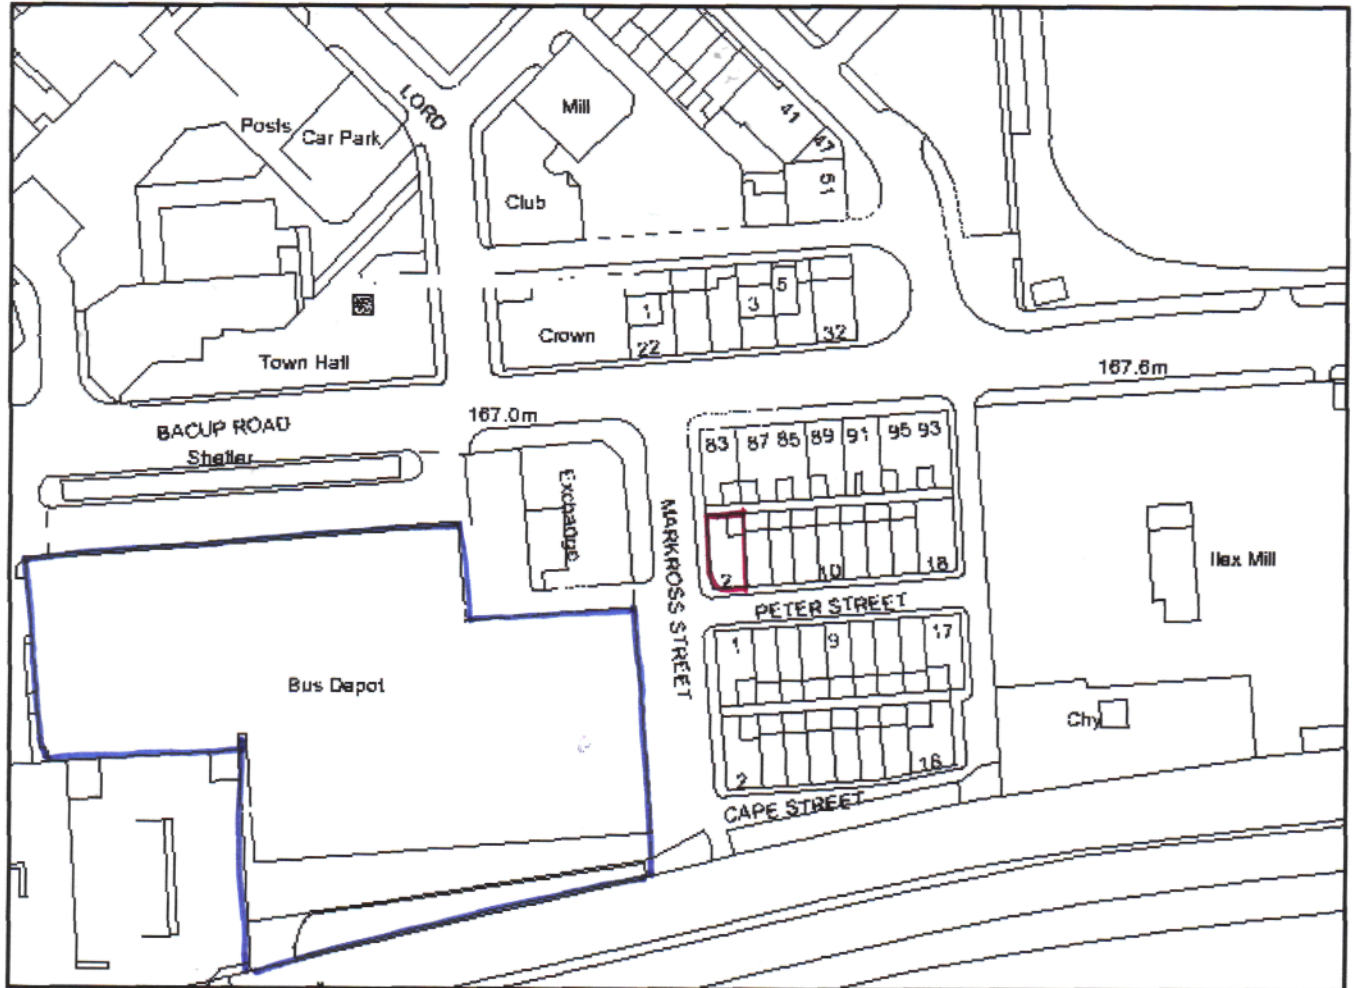 LORD
Mill
Posts
Car Park
41
47
51
Club
5
1
3
Crown
22
32
Town Hall
167.6m
167.0m
BACUP ROAD
Shelter
83 87 85 89 91 95 93
Exchange
MARKROSS STREET
2
10
18
Ilex Mill
PETER STREET
1
9
17
Bus Depot
Chy
2
16
CAPE STREET